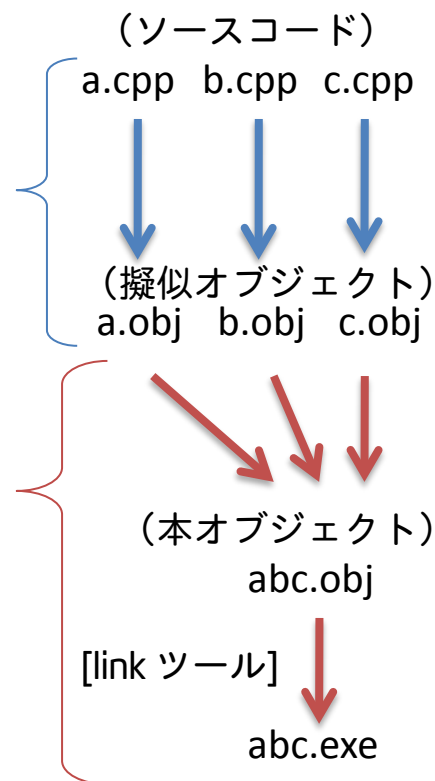 （ソースコード）
a.cpp b.cpp c.cpp
（擬似オブジェクト）
a.obj b.obj c.obj
（本オブジェクト）
abc.obj
[link ツール]
abc.exe